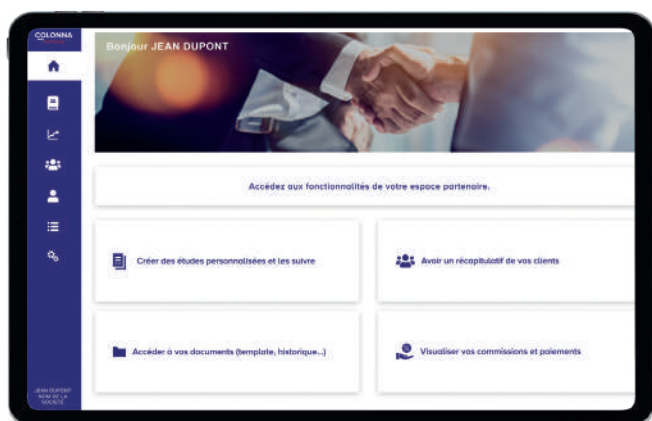 COLONNA
Bonjour JEAN DUPONT
Accédez aux fonctionnalités de votre espace partenaire.
Créer des études personnalisées et les suivre
Avoir un récapitulatif de vos clients
Accéder à vos documents (template, historique...)
Visualiser vos commissions et paiements
JEAN DUPONT
NOM DE LA
SOCIÉTÉ